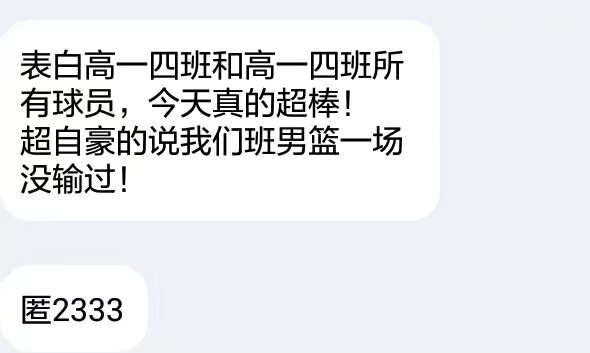 表白高一四班和高一四班所
有球员，今天真的超棒！
超自豪的说我们班男篮一场
没输过！
匿2333